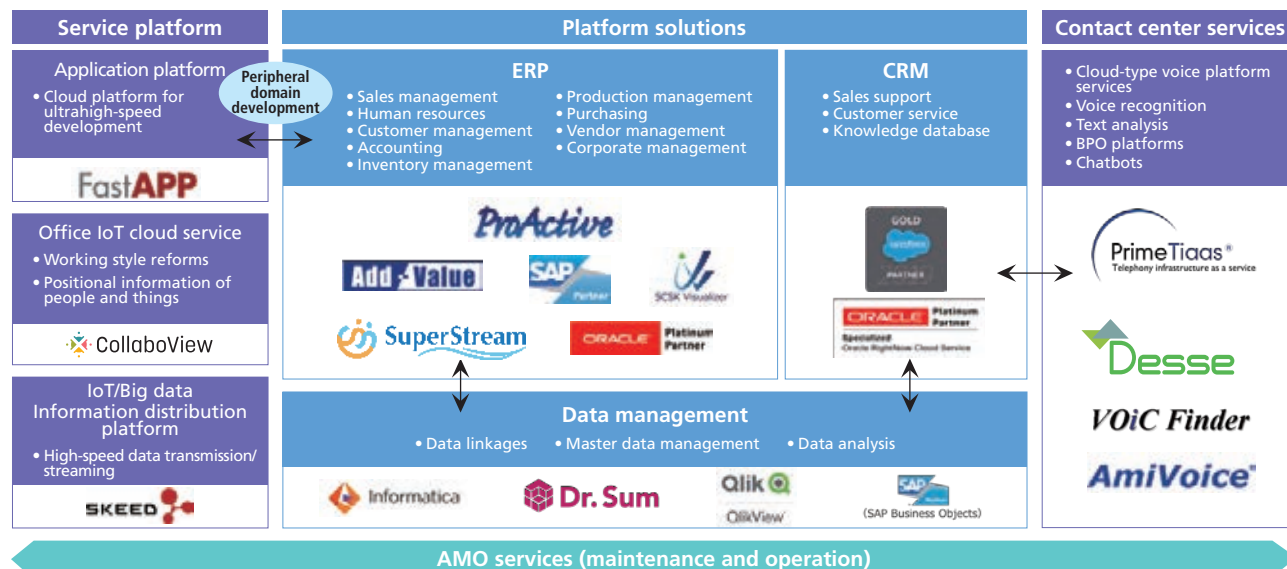 Service platform
Application platform
• Cloud platform for
ultrahigh-speed
development
FastAPP
Office IoT cloud service
• Working style reforms
• Positional information of
people and things
CollaboView
IoT/Big data
Information distribution
platform
• High-speed data transmission/
streaming
SKEED
Peripheral
domain
development
Platform solutions
ERP
• Sales management
• Human resources
• Customer management
• Accounting
• Inventory management
• Production management
• Purchasing
• Vendor management
• Corporate management
ProActive
Add-Value
SAP
Partner
SCSK Visualizer
SuperStream
ORACLE
Platinum
Partner
CRM
• Sales support
• Customer service
• Knowledge database
GOLD
salesforce
PARTNER
ORACLE
Platinum
Partner
Specialized
Oracle RightNow Cloud Service
Data management
• Data linkages
• Master data management
• Data analysis
Informatica
Dr.Sum
Qlik
QlikView
SAP
(SAP Business Objects)
Contact center services
• Cloud-type voice platform
services
• Voice recognition
• Text analysis
• BPO platforms
• Chatbots
PrimeTiaas®
Telephony infrastructure as a service
Desse
VOiC Finder
AmiVoice
AMO services (maintenance and operation)